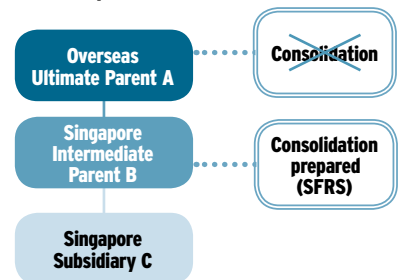 Overseas
Ultimate Parent A
Consolidation
Singapore
Intermediate
Parent B
Consolidation
prepared
(SFRS)
Singapore
Subsidiary C